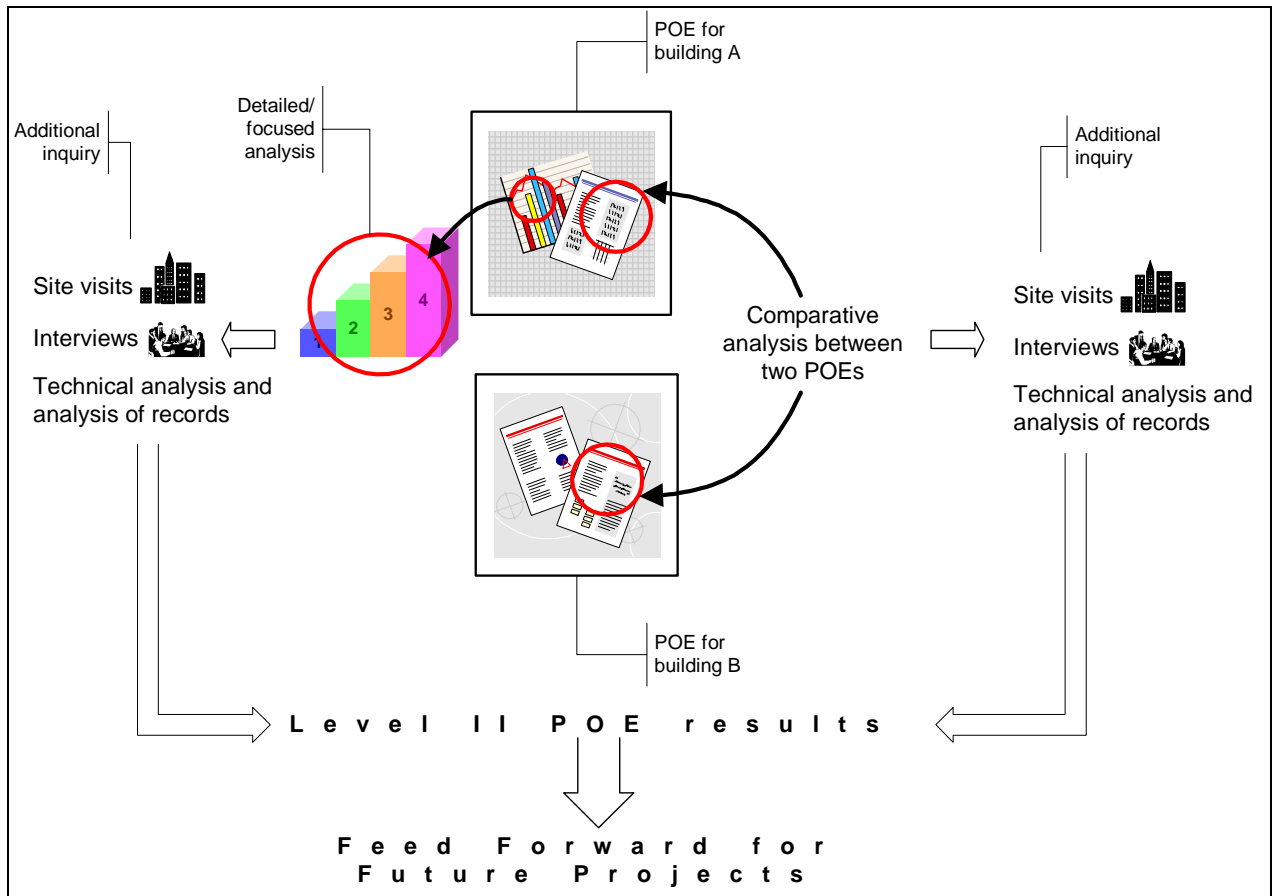 POE for
building A
Detailed/
focused
analysis
Additional
inquiry
Additional
inquiry
Site visits
Interviews
Technical analysis and
analysis of records
1
2
3
4
Comparative
analysis between
two POEs
Site visits
Interviews
Technical analysis and
analysis of records
POE for
building B
Level II POE results
Feed Forward for
Future Projects